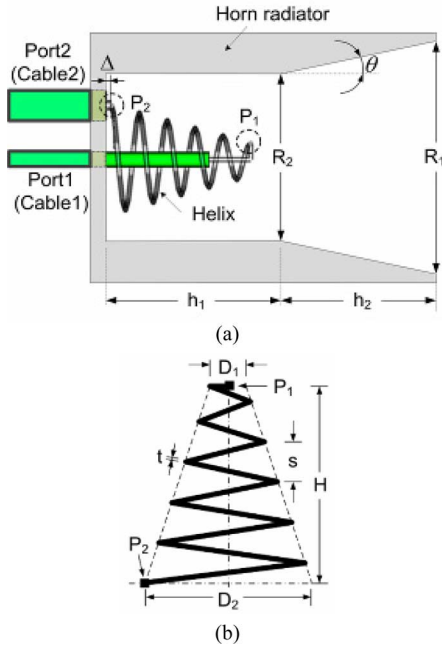 Horn radiator
Port2
(Cable2)
Δ
P2
P1
θ
R2
R1
Port1
(Cable1)
Helix
h1
h2
(a)
D1
P1
t
s
H
P2
D2
(b)